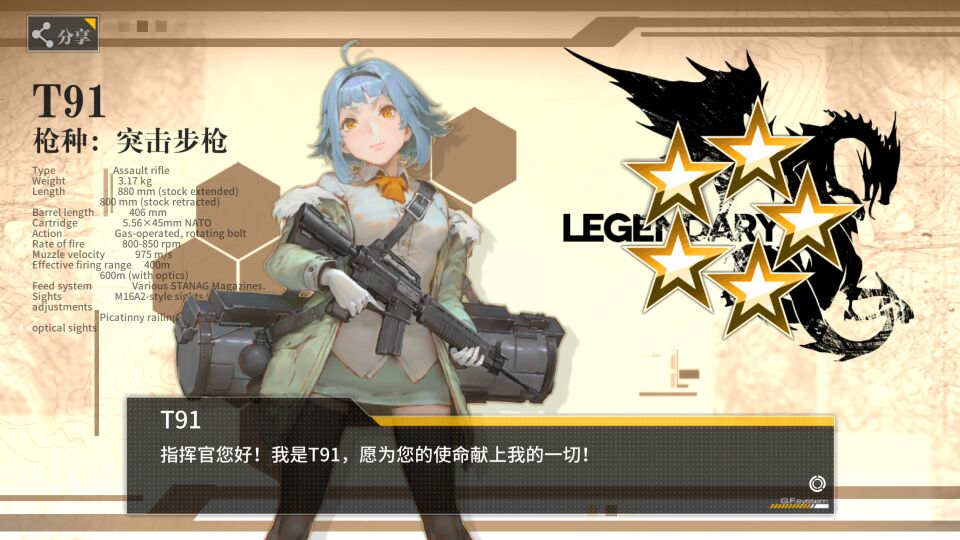 分享
T91
枪种：突击步枪
Type Assault rifle
Weight 3.17 kg
Length 880 mm (stock extended)
800 mm (stock retracted)
Barrel length 406 mm
Cartridge 5.56×45mm NATO
Action Gas-operated, rotating bolt
Rate of fire 800-850 rpm
Muzzle velocity 975 m/s
Effective firing range 400m
600m (with optics)
Feed system Various STANAG Magazines.
Sights M16A2-style sights
adjustments
Picatinny railing
optical sights
LEGENDARY
T91
指挥官您好！我是T91，愿为您的使命献上我的一切！
G.F.system